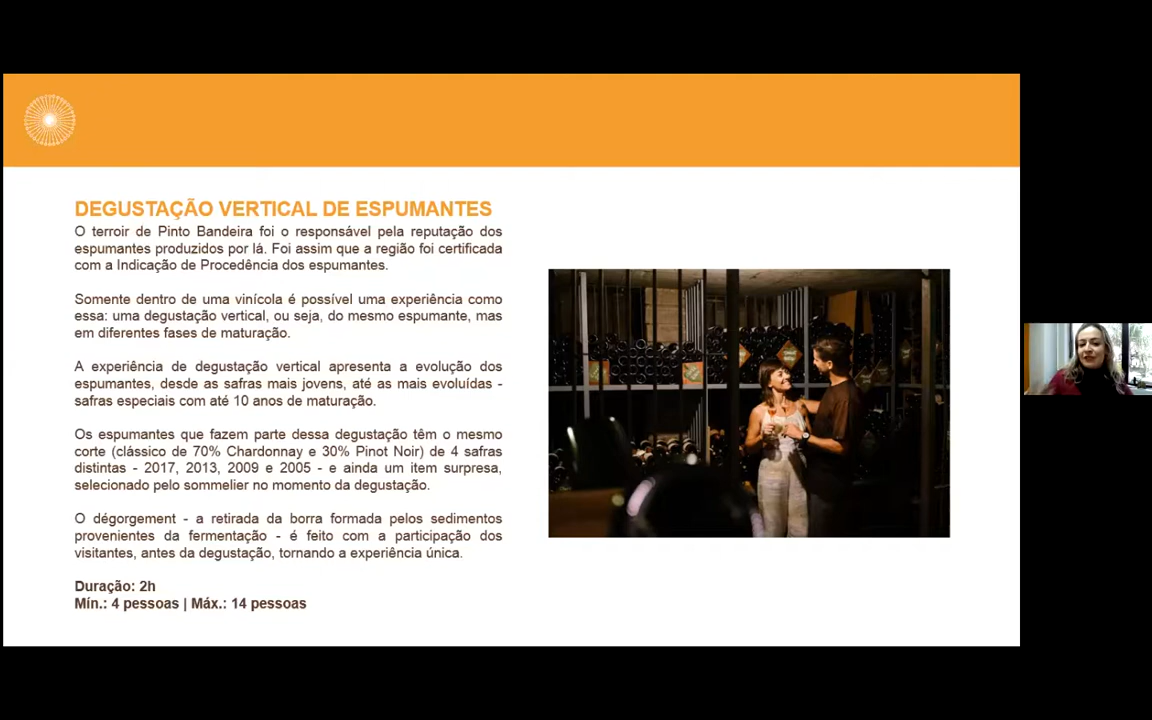 DEGUSTAÇÃO VERTICAL DE ESPUMANTES
O terroir de Pinto Bandeira foi o responsável pela reputação dos
espumantes produzidos por lá. Foi assim que a região foi certificada
com a Indicação de Procedência dos espumantes.
Somente dentro de uma vinícola é possível uma experiência como
essa: uma degustação vertical, ou seja, do mesmo espumante, mas
em diferentes fases de maturação.
A experiência de degustação vertical apresenta a evolução dos
espumantes, desde as safras mais jovens, até as mais evoluídas -
safras especiais com até 10 anos de maturação.
Os espumantes que fazem parte dessa degustação têm o mesmo
corte (clássico de 70% Chardonnay e 30% Pinot Noir) de 4 safras
distintas - 2017, 2013, 2009 e 2005 - e ainda um item surpresa,
selecionado pelo sommelier no momento da degustação.
O dégorgement - a retirada da borra formada pelos sedimentos
provenientes da fermentação - é feito com a participação dos
visitantes, antes da degustação, tornando a experiência única.
Duração: 2h
Mín.: 4 pessoas | Máx.: 14 pessoas